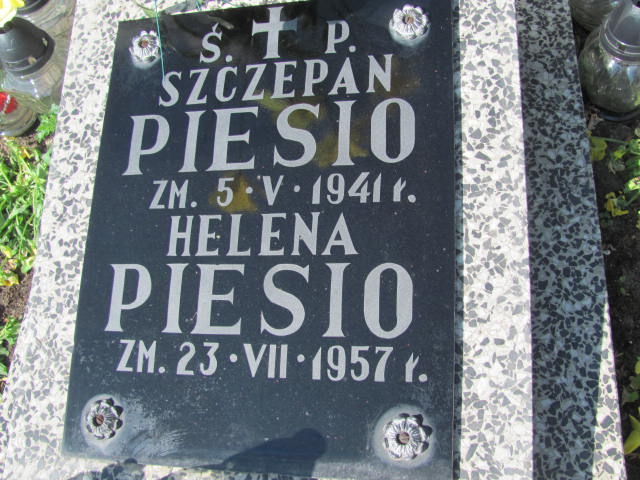 Ś. P.
SZCZEPAN
PIESIO
ZM. 5·V·1941 r.
HELENA
PIESIO
ZM. 23·VII·1957 r.